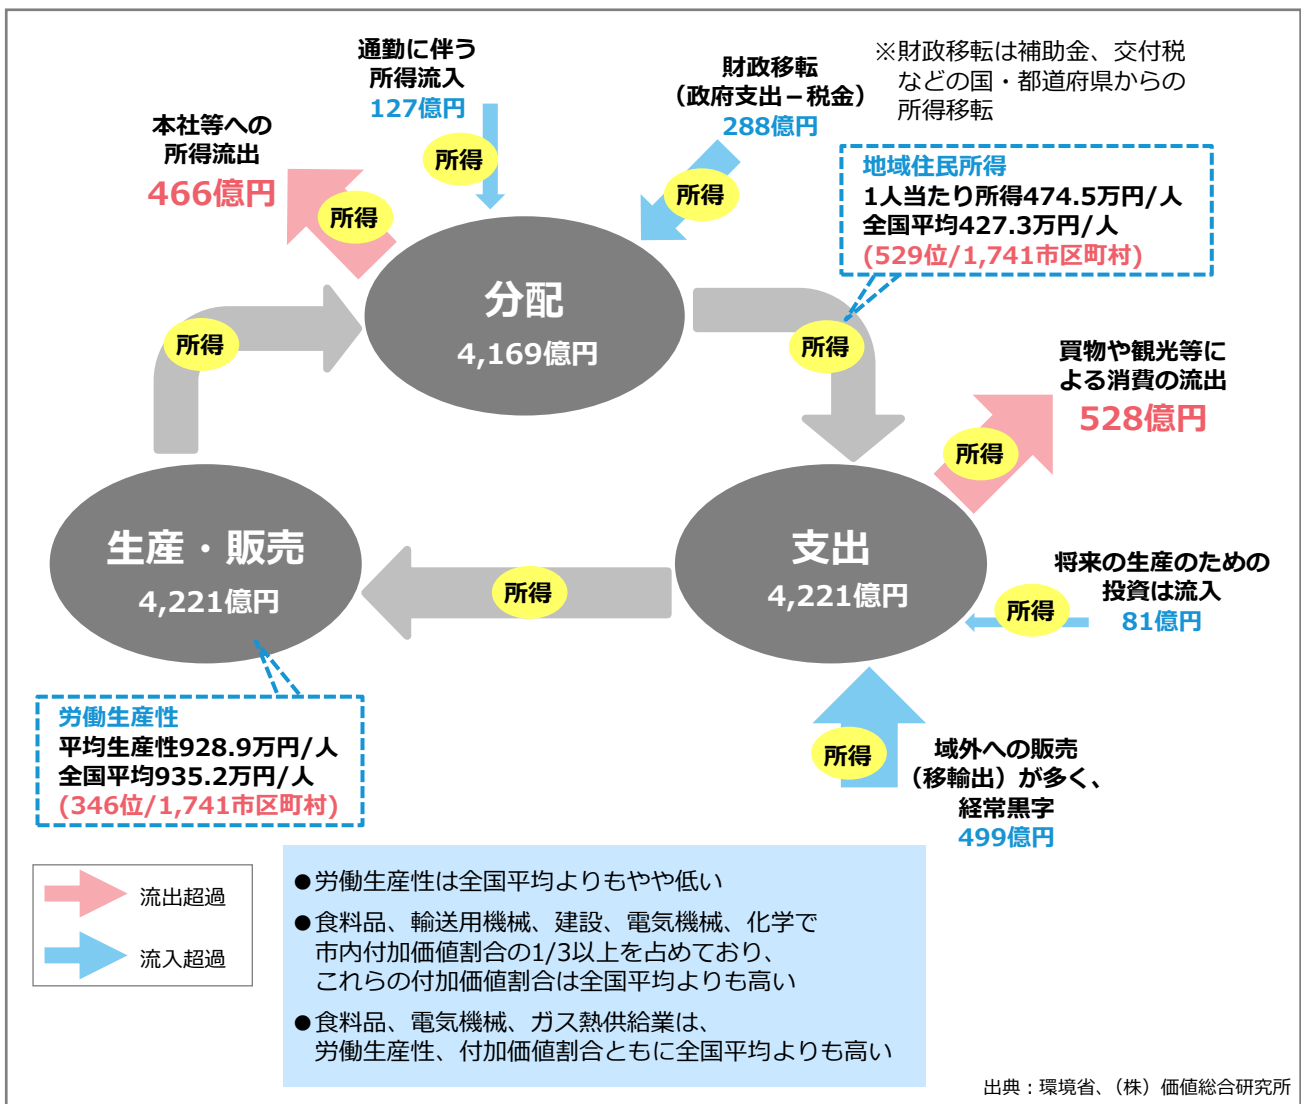 通勤に伴う
所得流入
127億円
財政移転
（政府支出－税金）
288億円
※財政移転は補助金、交付税
などの国・都道府県からの
所得移転
本社等への
所得流出
466億円
所得
所得
所得
地域住民所得
1人当たり所得474.5万円/人
全国平均427.3万円/人
(529位/1,741市区町村)
分配
4,169億円
所得
所得
買物や観光等に
よる消費の流出
528億円
所得
生産・販売
4,221億円
所得
支出
4,221億円
将来の生産のための
投資は流入
81億円
所得
労働生産性
平均生産性928.9万円/人
全国平均935.2万円/人
(346位/1,741市区町村)
所得
域外への販売
（移輸出）が多く、
経常黒字
499億円
流出超過
流入超過
●労働生産性は全国平均よりもやや低い
●食料品、輸送用機械、建設、電気機械、化学で
市内付加価値割合の1/3以上を占めており、
これらの付加価値割合は全国平均よりも高い
●食料品、電気機械、ガス熱供給業は、
労働生産性、付加価値割合ともに全国平均よりも高い
出典：環境省、（株）価値総合研究所